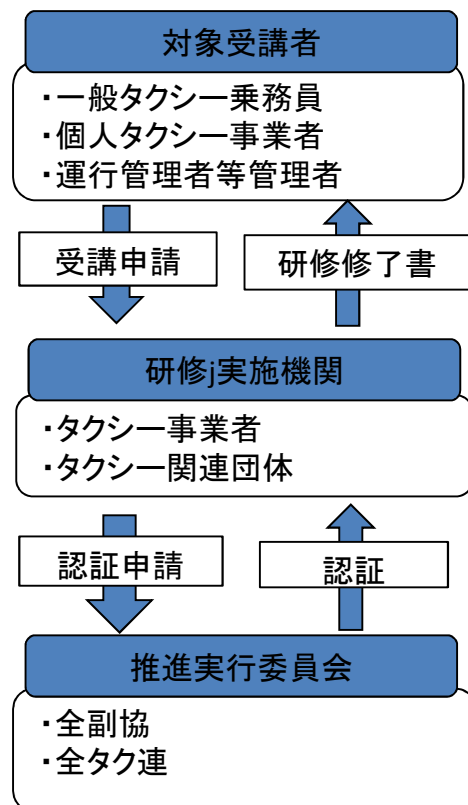 対象受講者
・一般タクシー乗務員
・個人タクシー事業者
・運行管理者等管理者
受講申請
研修修了書
研修j実施機関
・タクシー事業者
・タクシー関連団体
認証申請
認証
推進実行委員会
・全副協
・全タク連